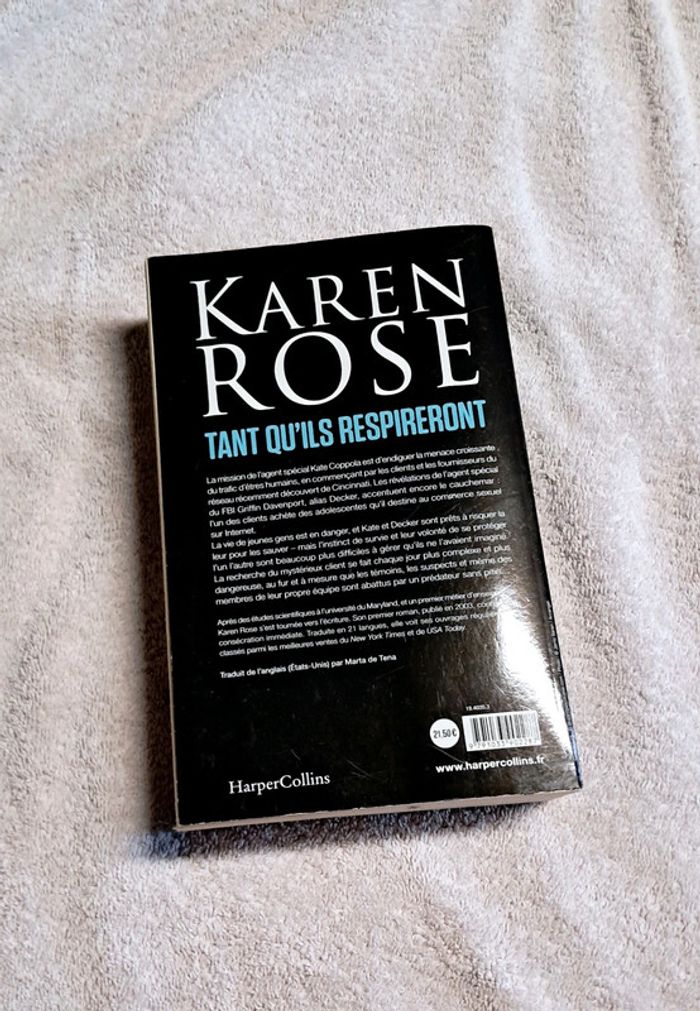 KAREN
ROSE
TANT QU'ILS RESPIRERONT
La mission de l'agent spécial Kate Coppola est d'endiguer la menace croissante
du trafic d'êtres humains, en commençant par les clients et les fournisseurs du
réseau récemment découvert de Cincinnati. Les révélations de l'agent spécial
du FBI Griffin Davenport, alias Decker, accentuent encore le cauchemar :
l'un des clients achète des adolescentes qu'il destine au commerce sexuel
sur Internet.
La vie de jeunes gens est en danger, et Kate et Decker sont prêts à risquer la
leur pour les sauver – mais l'instinct de survie et leur volonté de se protéger
l'un l'autre sont beaucoup plus difficiles à gérer qu'ils ne l'avaient imaginé.
La recherche du mystérieux client se fait chaque jour plus complexe et plus
dangereuse, au fur et à mesure que les témoins, les suspects et même des
membres de leur propre équipe sont abattus par un prédateur sans pitié.
Après des études scientifiques à l'université du Maryland, et un premier métier
Karen Rose s'est tournée vers l'écriture. Son premier roman, publié en 2003,
consécration immédiate. Traduite en 21 langues, elle voit ses ouvrages
classés parmi les meilleures ventes du New York Times et de USA Today.
Traduit de l'anglais (États-Unis) par Marta de Tena
21.50 €
www.harpercollins.fr
HarperCollins